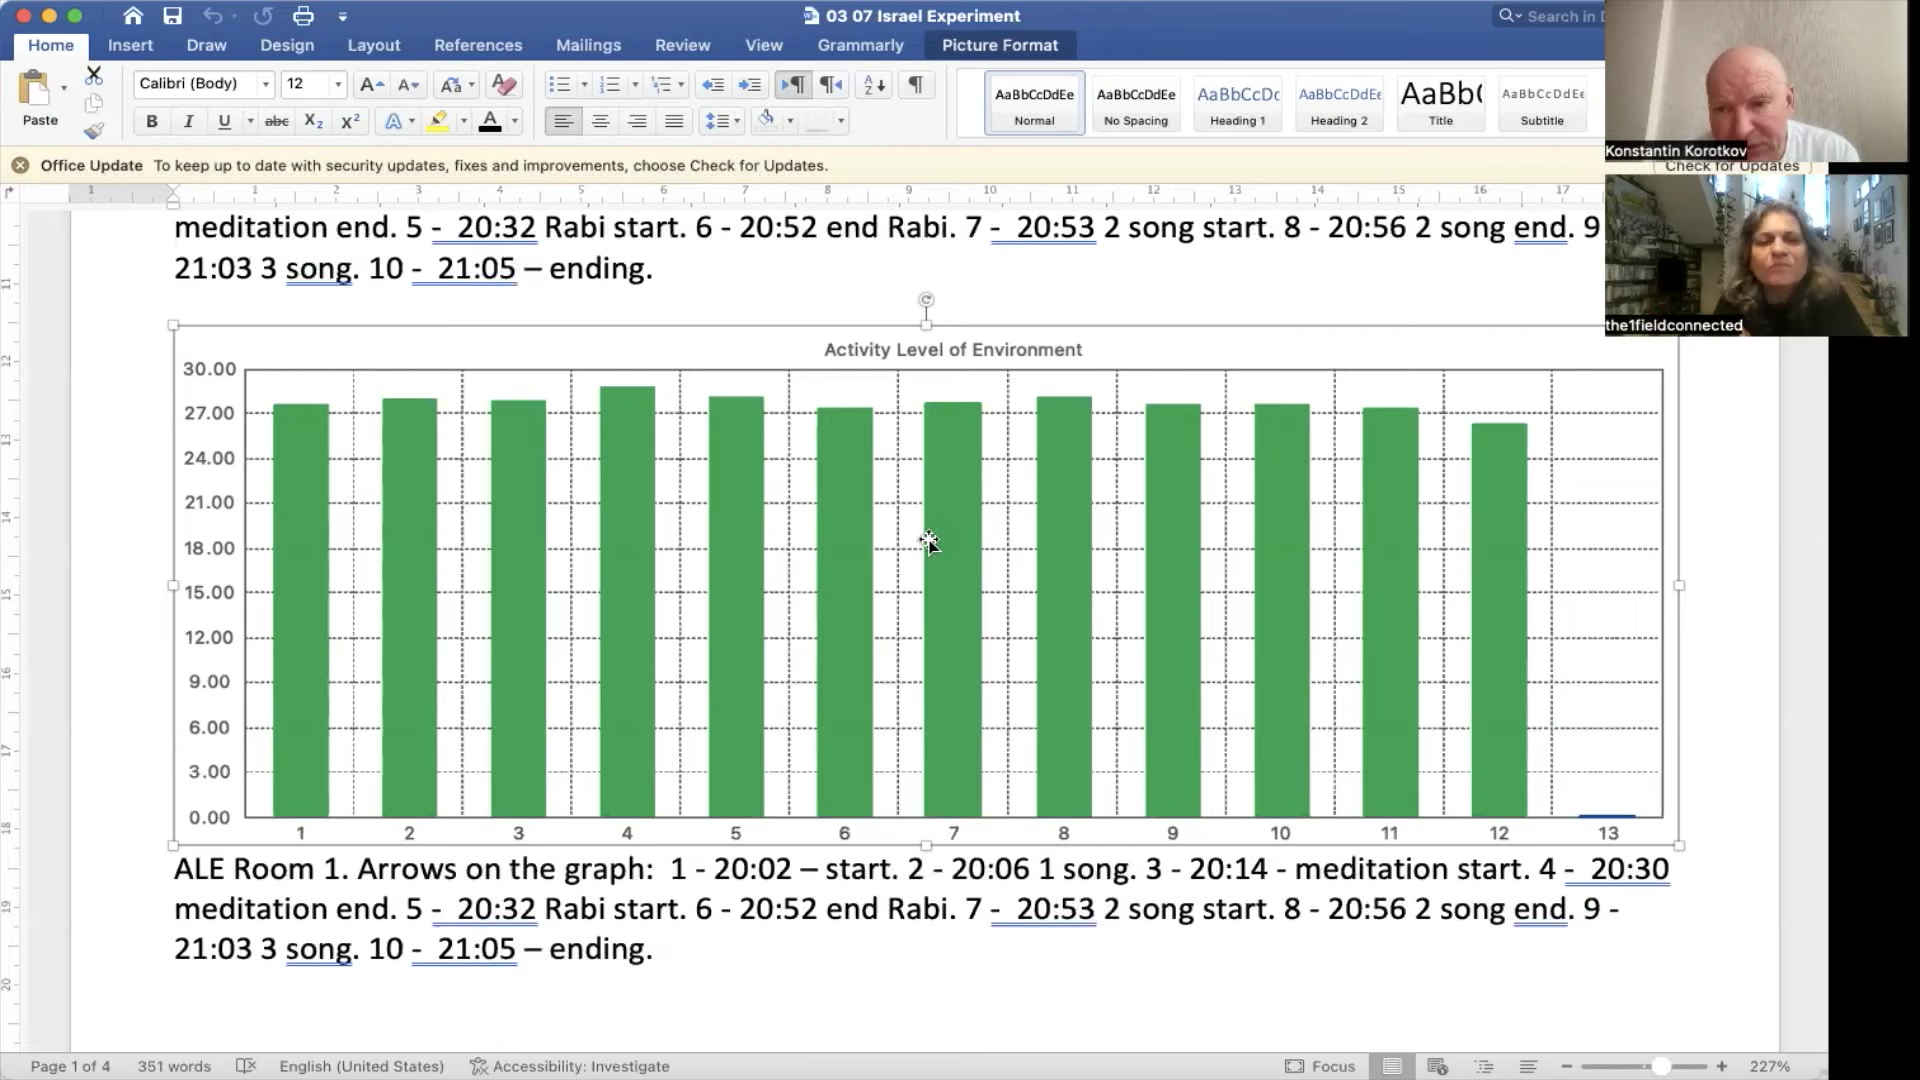 03 07 Israel Experiment
Search in D
Home Insert Draw Design Layout References Mailings Review View Grammarly Picture Format
Paste
Calibri (Body) 12
AaBbCcDdEe AaBbCcDdEe AaBbCcDc AaBbCcDdEe AaBb( AaBbCcDdEe
Normal No Spacing Heading 1 Heading 2 Title Subtitle
Konstantin Korotkov
Office Update To keep up to date with security updates, fixes and improvements, choose Check for Updates.
Check for Updates
the1fieldconnected
meditation end. 5 - 20:32 Rabi start. 6 - 20:52 end Rabi. 7 - 20:53 2 song start. 8 - 20:56 2 song end. 9
21:03 3 song. 10 - 21:05 – ending.
Activity Level of Environment
30.00
27.00
24.00
21.00
18.00
15.00
12.00
9.00
6.00
3.00
0.00
1 2 3 4 5 6 7 8 9 10 11 12 13
ALE Room 1. Arrows on the graph: 1 - 20:02 – start. 2 - 20:06 1 song. 3 - 20:14 - meditation start. 4 - 20:30
meditation end. 5 - 20:32 Rabi start. 6 - 20:52 end Rabi. 7 - 20:53 2 song start. 8 - 20:56 2 song end. 9 -
21:03 3 song. 10 - 21:05 – ending.
Page 1 of 4 351 words English (United States) Accessibility: Investigate Focus 227%